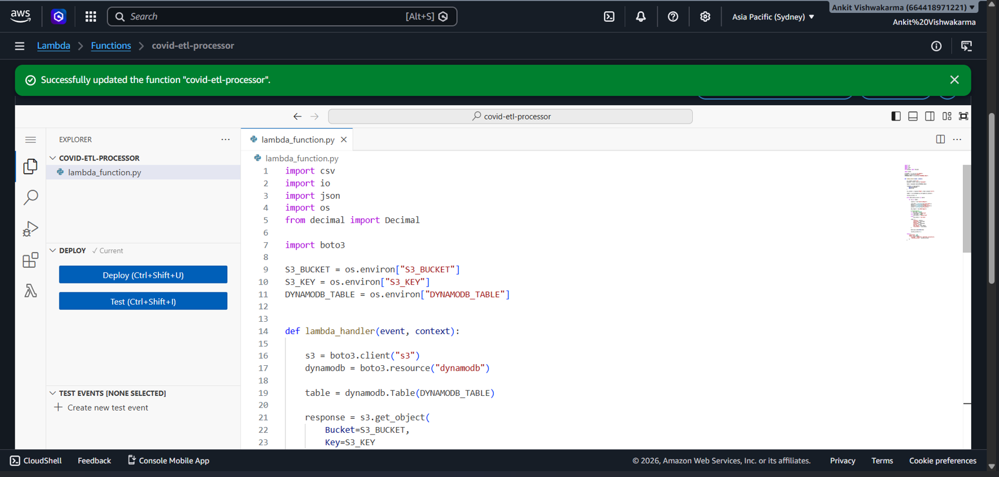 aws
Search
[Alt+S]
Asia Pacific (Sydney) ▼
Ankit Vishwakarma (664418971221) ▼
Ankit%20Vishwakarma
Lambda > Functions > covid-etl-processor
Successfully updated the function "covid-etl-processor".
covid-etl-processor
EXPLORER
COVID-ETL-PROCESSOR
lambda_function.py
DEPLOY ✓ Current
Deploy (Ctrl+Shift+U)
Test (Ctrl+Shift+I)
TEST EVENTS [NONE SELECTED]
+ Create new test event
lambda_function.py
lambda_function.py
1 import csv
2 import io
3 import json
4 import os
5 from decimal import Decimal
6
7 import boto3
8
9 S3_BUCKET = os.environ["S3_BUCKET"]
10 S3_KEY = os.environ["S3_KEY"]
11 DYNAMODB_TABLE = os.environ["DYNAMODB_TABLE"]
12
13
14 def lambda_handler(event, context):
15
16     s3 = boto3.client("s3")
17     dynamodb = boto3.resource("dynamodb")
18
19     table = dynamodb.Table(DYNAMODB_TABLE)
20
21     response = s3.get_object(
22         Bucket=S3_BUCKET,
23         Key=S3_KEY
CloudShell
Feedback
Console Mobile App
© 2026, Amazon Web Services, Inc. or its affiliates.
Privacy
Terms
Cookie preferences